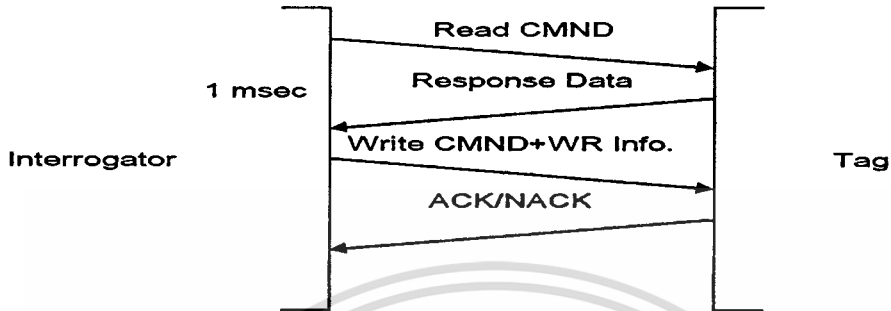 Read CMND
1 msec
Response Data
Write CMND+WR Info.
Interrogator
Tag
ACK/NACK